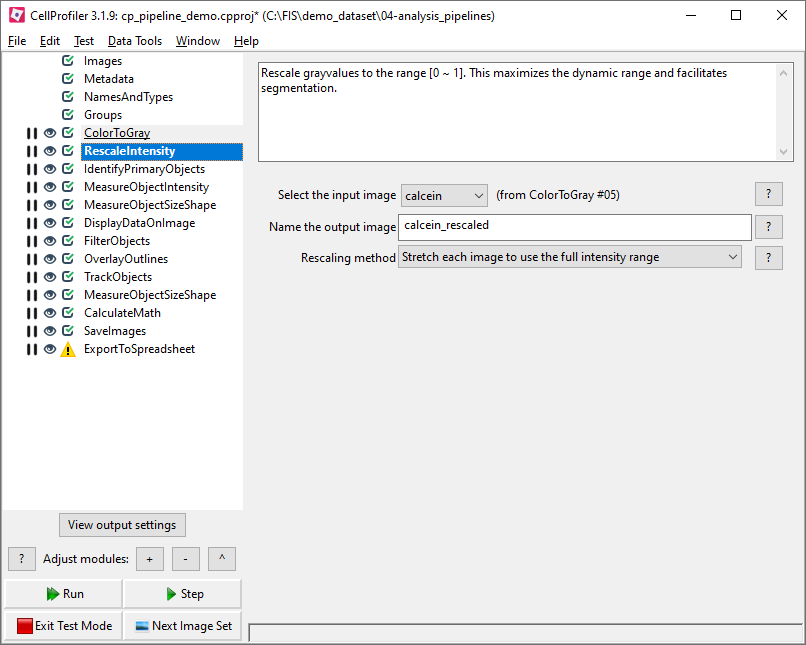 CellProfiler 3.1.9: cp_pipeline_demo.cpproj* (C:\FIS\demo_dataset\04-analysis_pipelines)
File Edit Test Data Tools Window Help
Images
Metadata
NamesAndTypes
Groups
ColorToGray
RescaleIntensity
IdentifyPrimaryObjects
MeasureObjectIntensity
MeasureObjectSizeShape
DisplayDataOnImage
FilterObjects
OverlayOutlines
TrackObjects
MeasureObjectSizeShape
CalculateMath
SaveImages
ExportToSpreadsheet
View output settings
? Adjust modules: + - ^
Run Step
Exit Test Mode Next Image Set
Rescale grayvalues to the range [0 ~ 1]. This maximizes the dynamic range and facilitates
segmentation.
Select the input image calcein (from ColorToGray #05) ?
Name the output image calcein_rescaled ?
Rescaling method Stretch each image to use the full intensity range ?